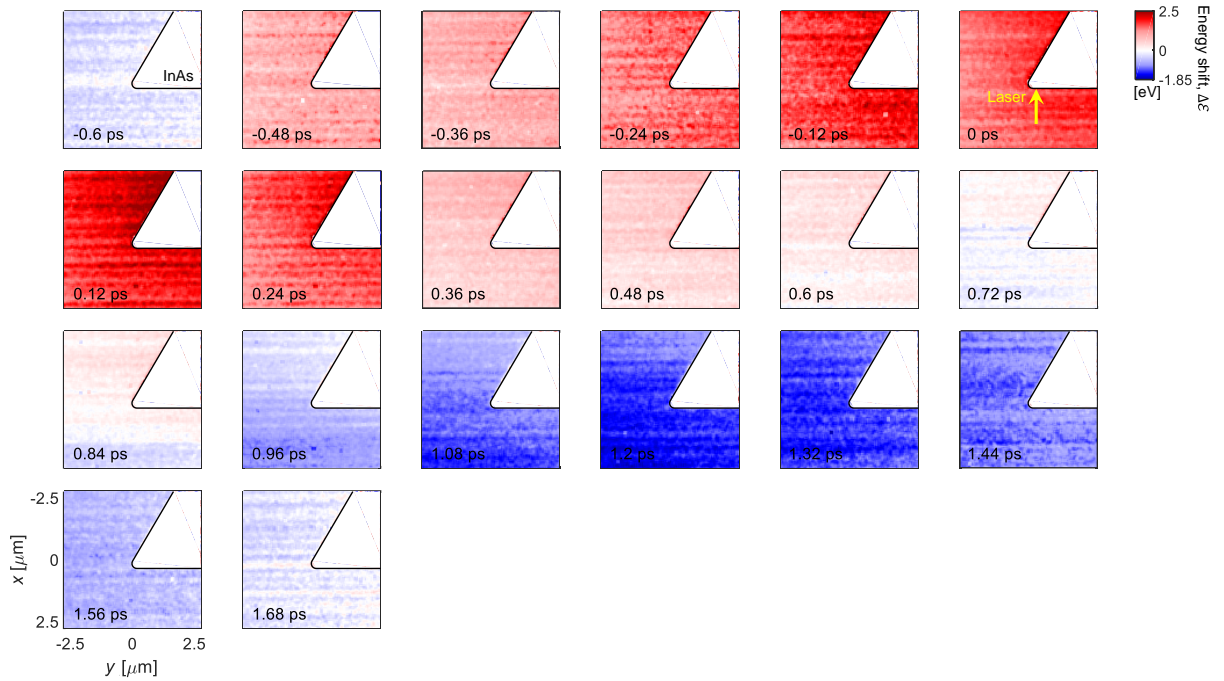 InAs
-0.6 ps
-0.48 ps
-0.36 ps
-0.24 ps
-0.12 ps
Laser
0 ps
2.5
0
-1.85
[eV]
Energy shift, Δℰ
0.12 ps
0.24 ps
0.36 ps
0.48 ps
0.6 ps
0.72 ps
0.84 ps
0.96 ps
1.08 ps
1.2 ps
1.32 ps
1.44 ps
-2.5
0
2.5
x [μm]
1.56 ps
1.68 ps
-2.5 0 2.5
y [μm]